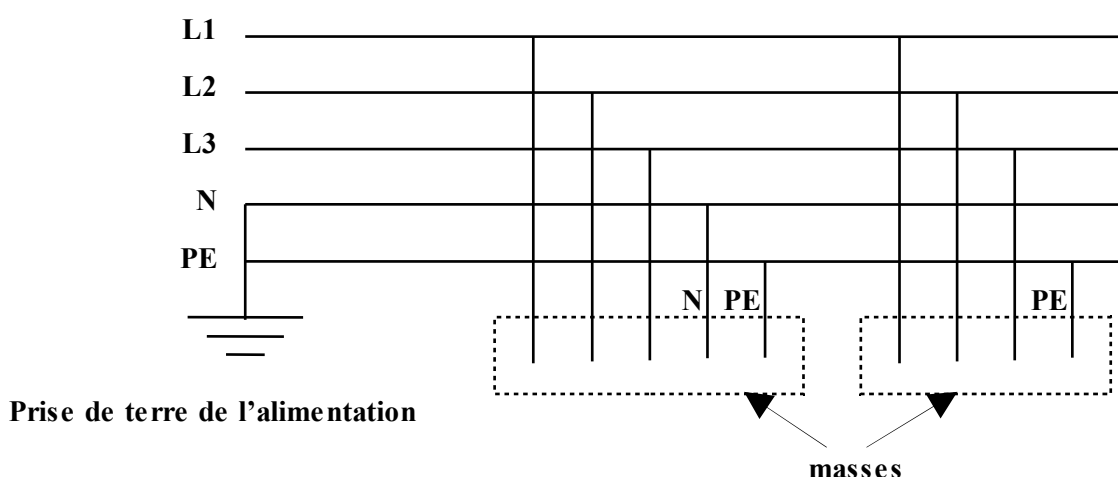 L1
L2
L3
N
PE
N PE
PE
Prise de terre de l'alimentation
masses